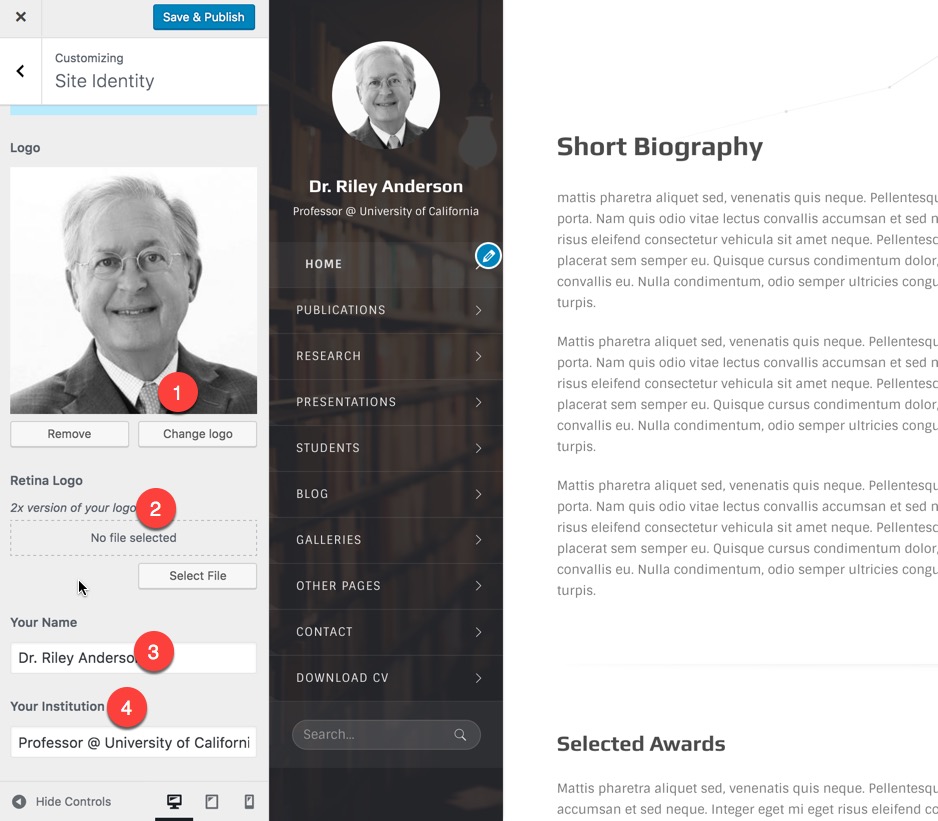 Save & Publish
Customizing
Site Identity
Logo
1
Remove
Change logo
Retina Logo
2x version of your logo
2
No file selected
Select File
Your Name
Dr. Riley Anderso
3
Your Institution
4
Professor @ University of Californi
Hide Controls
Dr. Riley Anderson
Professor @ University of California
HOME
PUBLICATIONS
RESEARCH
PRESENTATIONS
STUDENTS
BLOG
GALLERIES
OTHER PAGES
CONTACT
DOWNLOAD CV
Search...
Short Biography
mattis pharetra aliquet sed, venenatis quis neque. Pellentesqu
porta. Nam quis odio vitae lectus convallis accumsan et sed n
risus eleifend consectetur vehicula sit amet neque. Pellentesc
placerat sem semper eu. Quisque cursus condimentum dolor,
convallis eu. Nulla condimentum, odio semper ultricies congu
turpis.
Mattis pharetra aliquet sed, venenatis quis neque. Pellentesqu
porta. Nam quis odio vitae lectus convallis accumsan et sed n
risus eleifend consectetur vehicula sit amet neque. Pellentesc
placerat sem semper eu. Quisque cursus condimentum dolor,
convallis eu. Nulla condimentum, odio semper ultricies congu
turpis.
Mattis pharetra aliquet sed, venenatis quis neque. Pellentesqu
porta. Nam quis odio vitae lectus convallis accumsan et sed n
risus eleifend consectetur vehicula sit amet neque. Pellentesc
placerat sem semper eu. Quisque cursus condimentum dolor,
convallis eu. Nulla condimentum, odio semper ultricies congu
turpis.
Selected Awards
Mattis pharetra aliquet sed, venenatis quis neque. Pellentesqu
accumsan et sed neque. Integer eget mi eget risus eleifend co